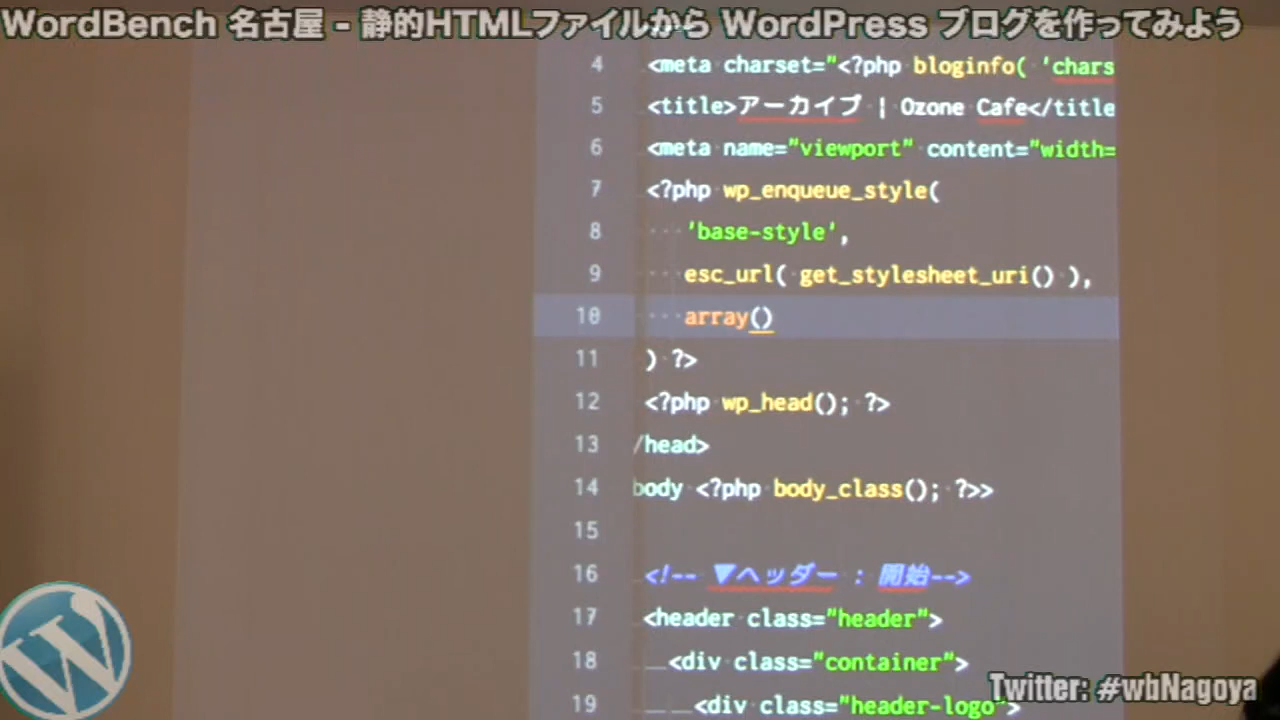 WordBench 名古屋 - 静的HTMLファイルから WordPress ブログを作ってみよう
4 <meta charset="<?php bloginfo( 'chars
5 <title>アーカイブ | Ozone Cafe</title
6 <meta name="viewport" content="width=
7 <?php wp_enqueue_style(
8 'base-style',
9 esc_url( get_stylesheet_uri() ),
10 array()
11 ) ?>
12 <?php wp_head(); ?>
13 /head>
14 body <?php body_class(); ?>>
15
16 <!-- ▼ヘッダー : 開始-->
17 <header class="header">
18 <div class="container">
19 <div class="header-logo">
Twitter: #wbNagoya